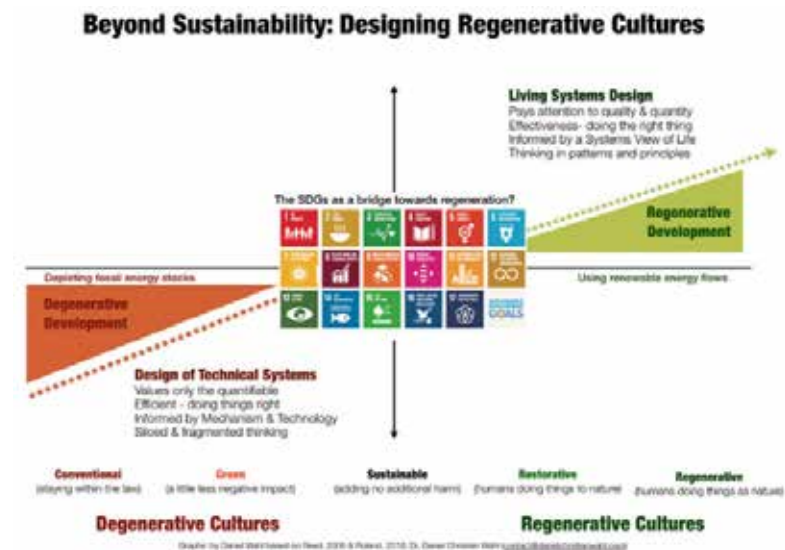 Beyond Sustainability: Designing Regenerative Cultures
Living Systems Design
Pays attention to quality & quantity
Effectiveness- doing the right thing
Informed by a Systems View of Life
Thinking in patterns and principles
The SDGs as a bridge towards regeneration?
Regenerative
Development
Depleting fossil energy stocks
Using renewable energy flows
Degenerative
Development
GOALS
Design of Technical Systems
Values only the quantifiable
Efficient - doing things right
Informed by Mechanism & Technology
Siloed & fragmented thinking
Conventional
(staying within the law)
Green
(a little less negative impact)
Sustainable
(adding no additional harm)
Restorative
(humans doing things to nature)
Regenerative
(humans doing things as nature)
Degenerative Cultures
Regenerative Cultures